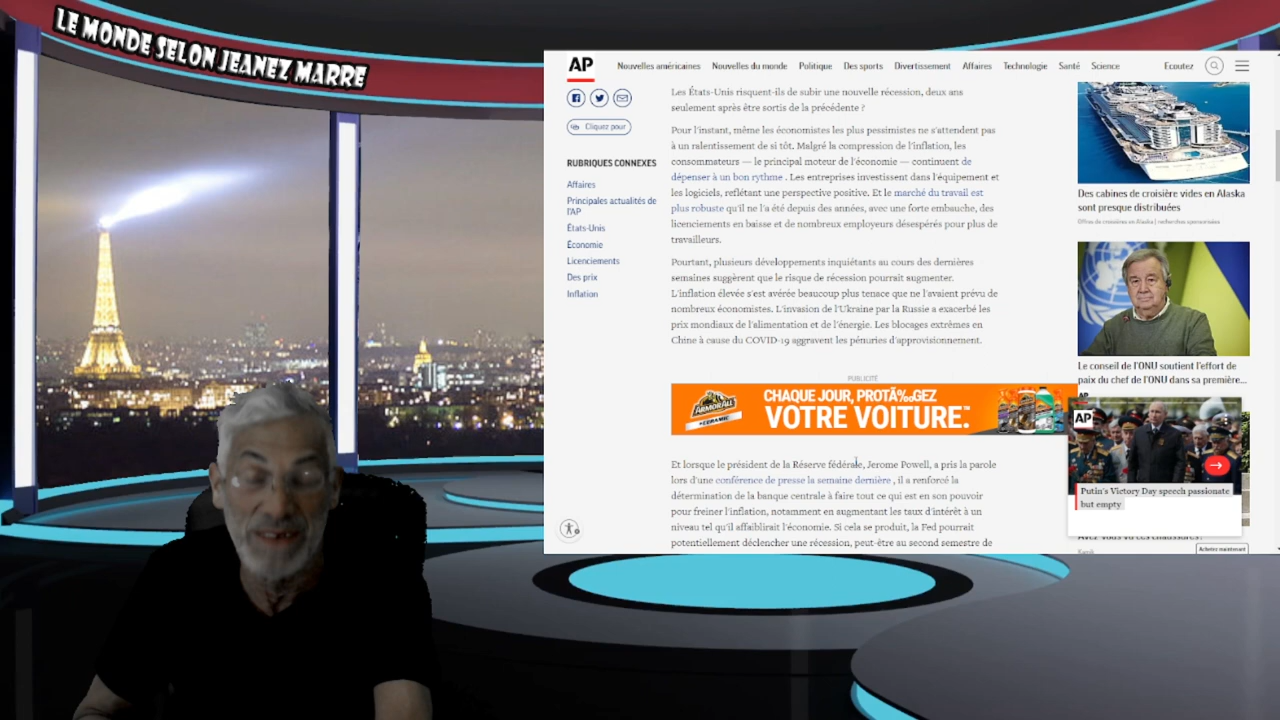 LE MONDE SELON JEANEZ MARRE
AP
Nouvelles américaines Nouvelles du monde Politique Des sports Divertissement Affaires Technologie Santé Science Ecoutez
Cliquez pour
RUBRIQUES CONNEXES
Affaires
Principales actualités de
l'AP
États-Unis
Économie
Licenciements
Des prix
Inflation
Les États-Unis risquent-ils de subir une nouvelle récession, deux ans
seulement après être sortis de la précédente ?
Pour l'instant, même les économistes les plus pessimistes ne s'attendent pas
à un ralentissement de si tôt. Malgré la compression de l'inflation, les
consommateurs — le principal moteur de l'économie — continuent de
dépenser à un bon rythme . Les entreprises investissent dans l'équipement et
les logiciels, reflétant une perspective positive. Et le marché du travail est
plus robuste qu'il ne l'a été depuis des années, avec une forte embauche, des
licenciements en baisse et de nombreux employeurs désespérés pour plus de
travailleurs.
Pourtant, plusieurs développements inquiétants au cours des dernières
semaines suggèrent que le risque de récession pourrait augmenter.
L'inflation élevée s'est avérée beaucoup plus tenace que ne l'avaient prévu de
nombreux économistes. L'invasion de l'Ukraine par la Russie a exacerbé les
prix mondiaux de l'alimentation et de l'énergie. Les blocages extrêmes en
Chine à cause du COVID-19 aggravent les pénuries d'approvisionnement.
PUBLICITÉ
ARMORALL
+CERAMIC
CHAQUE JOUR, PROTÃ‰GEZ
VOTRE VOITURE.™
Et lorsque le président de la Réserve fédérale, Jerome Powell, a pris la parole
lors d'une conférence de presse la semaine dernière , il a renforcé la
détermination de la banque centrale à faire tout ce qui est en son pouvoir
pour freiner l'inflation, notamment en augmentant les taux d'intérêt à un
niveau tel qu'il affaiblirait l'économie. Si cela se produit, la Fed pourrait
potentiellement déclencher une récession, peut-être au second semestre de
Des cabines de croisière vides en Alaska
sont presque distribuées
Offres de croisières en Alaska | recherches sponsorisées
Le conseil de l'ONU soutient l'effort de
paix du chef de l'ONU dans sa première...
AP
AP
Putin's Victory Day speech passionate
but empty
Avez-vous vu ces chaussures?
Achetez maintenant